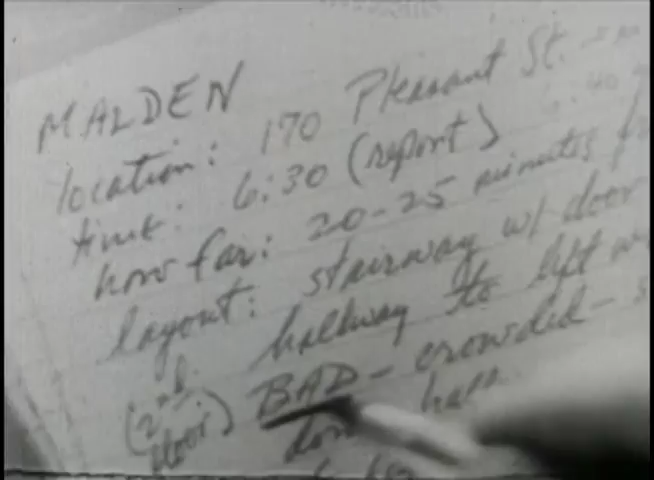 MALDEN
location: 170 Pleasant St.
time: 6:30 (report)
how far: 20-25 minutes
layout: stairway w/ door
(2nd. floor) hallway to left
BAD - crowded -